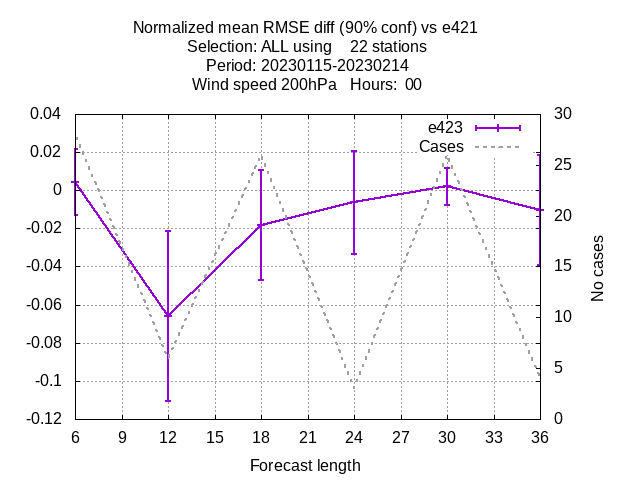 Normalized mean RMSE diff (90% conf) vs e421
Selection: ALL using    22 stations
Period: 20230115-20230214
Wind speed 200hPa   Hours:  00
e423
Cases
0.04
0.02
0
-0.02
-0.04
-0.06
-0.08
-0.1
-0.12
30
25
20
15
10
5
0
No cases
6 9 12 15 18 21 24 27 30 33 36
Forecast length